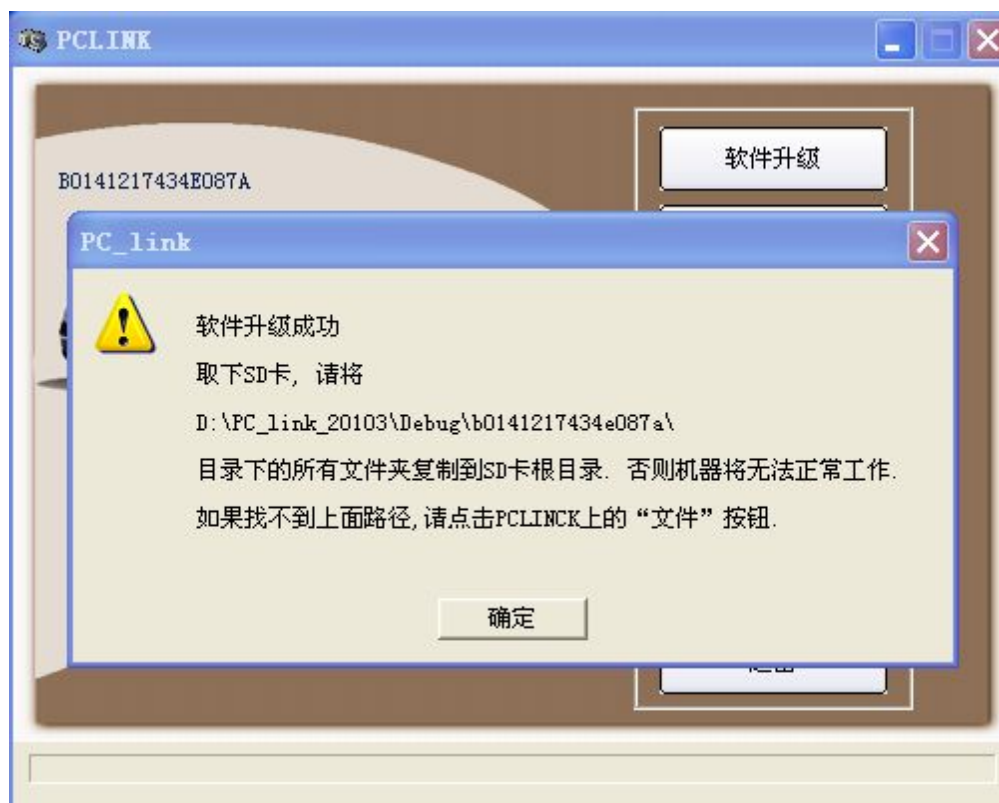 PCLINK
软件升级
B0141217434E087A
PC_link
软件升级成功
取下SD卡, 请将
D:\PC_link_20103\Debug\b0141217434e087a\
目录下的所有文件夹复制到SD卡根目录. 否则机器将无法正常工作.
如果找不到上面路径,请点击PCLINCK上的“文件”按钮.
确定